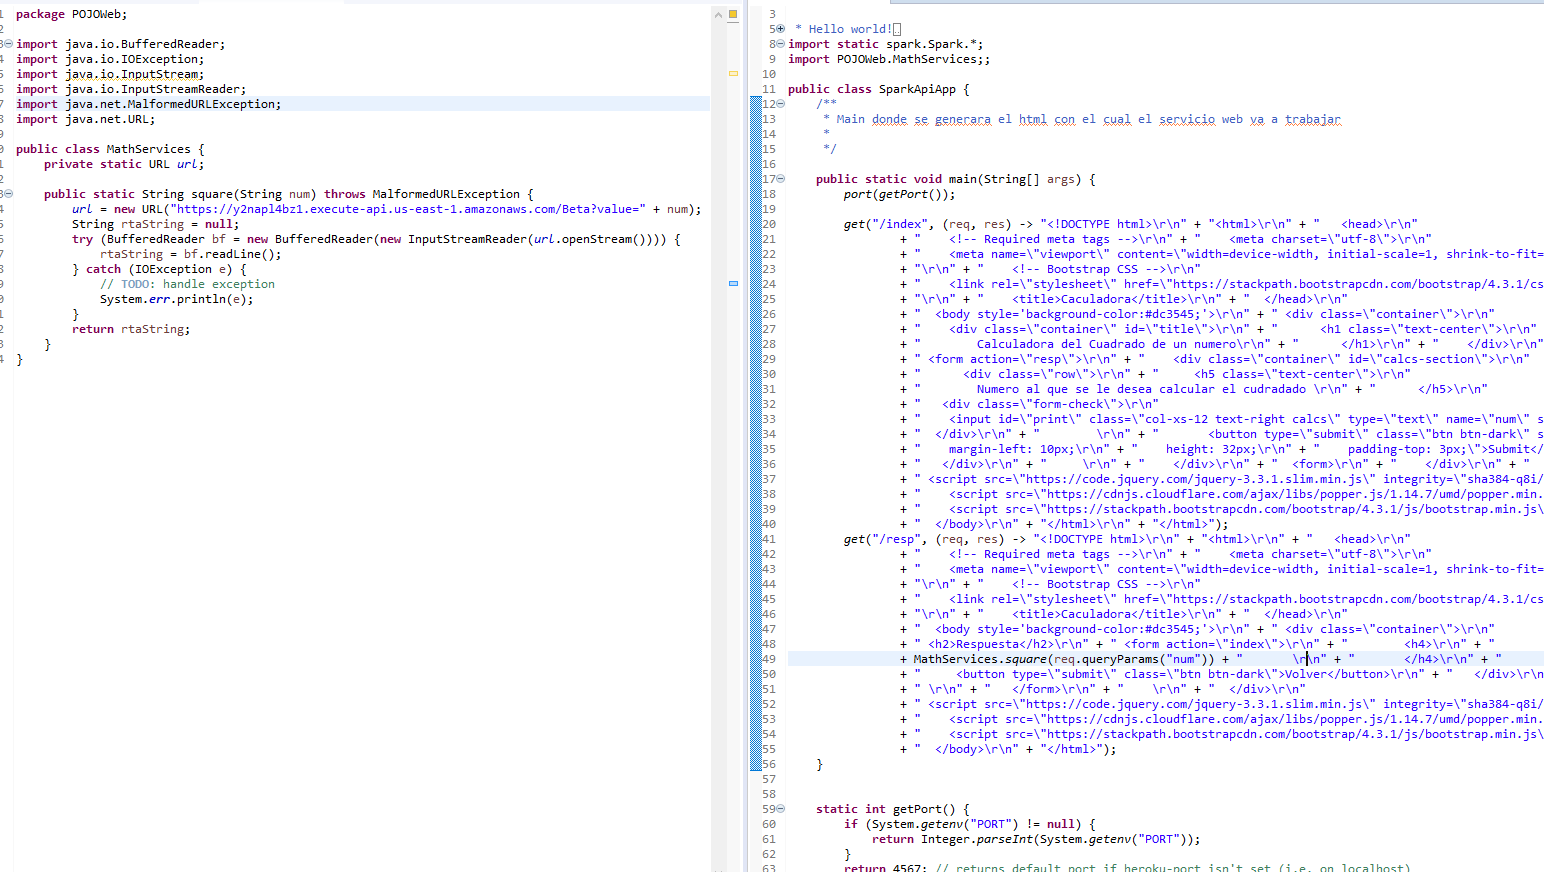 package POJOWeb;
import java.io.BufferedReader;
import java.io.IOException;
import java.io.InputStream;
import java.io.InputStreamReader;
import java.net.MalformedURLException;
import java.net.URL;
public class MathServices {
private static URL url;
public static String square(String num) throws MalformedURLException {
url = new URL("https://y2napl4bz1.execute-api.us-east-1.amazonaws.com/Beta?value=" + num);
String rtaString = null;
try (BufferedReader bf = new BufferedReader(new InputStreamReader(url.openStream()))) {
rtaString = bf.readLine();
} catch (IOException e) {
// TODO: handle exception
System.err.println(e);
}
return rtaString;
}
}
3
5 * Hello world!
8 import static spark.Spark.*;
9 import POJOWeb.MathServices;;
10
11 public class SparkApiApp {
12 /**
13 * Main donde se generara el html con el cual el servicio web va a trabajar
14 *
15 */
16
17 public static void main(String[] args) {
18 port(getPort());
19
20 get("/index", (req, res) -> "<!DOCTYPE html>\r\n" + "<html>\r\n" + "   <head>\r\n"
21 + "    <!-- Required meta tags -->\r\n" + "    <meta charset=\"utf-8\">\r\n"
22 + "    <meta name=\"viewport\" content=\"width=device-width, initial-scale=1, shrink-to-fit=
23 + "\r\n" + "    <!-- Bootstrap CSS -->\r\n"
24 + "    <link rel=\"stylesheet\" href=\"https://stackpath.bootstrapcdn.com/bootstrap/4.3.1/cs
25 + "\r\n" + "    <title>Caculadora</title>\r\n" + "  </head>\r\n"
26 + "  <body style='background-color:#dc3545;'>\r\n" + " <div class=\"container\">\r\n"
27 + "    <div class=\"container\" id=\"title\">\r\n" + "      <h1 class=\"text-center\">\r\n"
28 + "        Calculadora del Cuadrado de un numero\r\n" + "      </h1>\r\n" + "    </div>\r\n"
29 + " <form action=\"resp\">\r\n" + "    <div class=\"container\" id=\"calcs-section\">\r\n"
30 + "      <div class=\"row\">\r\n" + "     <h5 class=\"text-center\">\r\n"
31 + "        Numero al que se le desea calcular el cudradado \r\n" + "      </h5>\r\n"
32 + "   <div class=\"form-check\">\r\n"
33 + "    <input id=\"print\" class=\"col-xs-12 text-right calcs\" type=\"text\" name=\"num\" s
34 + "  </div>\r\n" + "        \r\n" + "       <button type=\"submit\" class=\"btn btn-dark\" s
35 + "    margin-left: 10px;\r\n" + "    height: 32px;\r\n" + "    padding-top: 3px;\">Submit</
36 + "   </div>\r\n" + "     \r\n" + "    </div>\r\n" + "  <form>\r\n" + "    </div>\r\n" + "
37 + " <script src=\"https://code.jquery.com/jquery-3.3.1.slim.min.js\" integrity=\"sha384-q8i/
38 + "    <script src=\"https://cdnjs.cloudflare.com/ajax/libs/popper.js/1.14.7/umd/popper.min.
39 + "    <script src=\"https://stackpath.bootstrapcdn.com/bootstrap/4.3.1/js/bootstrap.min.js\
40 + "  </body>\r\n" + "</html>\r\n" + "</html>");
41 get("/resp", (req, res) -> "<!DOCTYPE html>\r\n" + "<html>\r\n" + "   <head>\r\n"
42 + "    <!-- Required meta tags -->\r\n" + "    <meta charset=\"utf-8\">\r\n"
43 + "    <meta name=\"viewport\" content=\"width=device-width, initial-scale=1, shrink-to-fit=
44 + "\r\n" + "    <!-- Bootstrap CSS -->\r\n"
45 + "    <link rel=\"stylesheet\" href=\"https://stackpath.bootstrapcdn.com/bootstrap/4.3.1/cs
46 + "\r\n" + "    <title>Caculadora</title>\r\n" + "  </head>\r\n"
47 + "  <body style='background-color:#dc3545;'>\r\n" + " <div class=\"container\">\r\n"
48 + " <h2>Respuesta</h2>\r\n" + " <form action=\"index\">\r\n" + "        <h4>\r\n" +
49 + MathServices.square(req.queryParams("num")) + "       \r\n" + "       </h4>\r\n" + "
50 + "     <button type=\"submit\" class=\"btn btn-dark\">Volver</button>\r\n" + "   </div>\r\n
51 + " \r\n" + "   </form>\r\n" + "    \r\n" + "  </div>\r\n"
52 + " <script src=\"https://code.jquery.com/jquery-3.3.1.slim.min.js\" integrity=\"sha384-q8i/
53 + "    <script src=\"https://cdnjs.cloudflare.com/ajax/libs/popper.js/1.14.7/umd/popper.min.
54 + "    <script src=\"https://stackpath.bootstrapcdn.com/bootstrap/4.3.1/js/bootstrap.min.js\
55 + "  </body>\r\n" + "</html>");
56 }
57
58
59 static int getPort() {
60 if (System.getenv("PORT") != null) {
61 return Integer.parseInt(System.getenv("PORT"));
62 }
63 return 4567; // returns default port if heroku-port isn't set (i.e. on localhost)